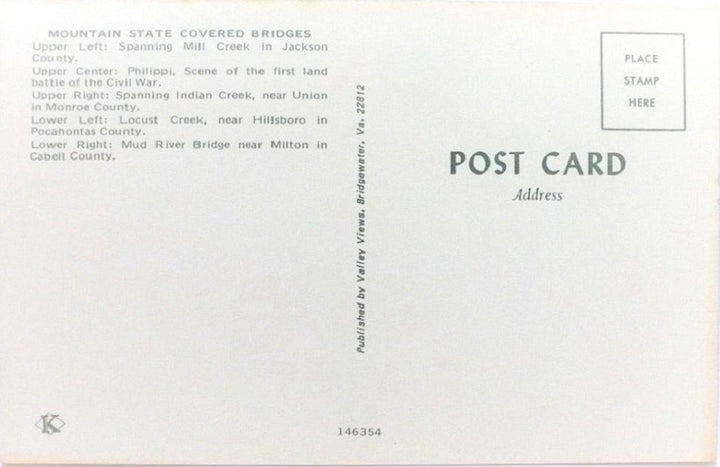 MOUNTAIN STATE COVERED BRIDGES
Upper Left: Spanning Mill Creek in Jackson
County.
Upper Center: Philippi, Scene of the first land
battle of the Civil War.
Upper Right: Spanning Indian Creek, near Union
in Monroe County.
Lower Left: Locust Creek, near Hillsboro in
Pocahontas County.
Lower Right: Mud River Bridge near Milton in
Cabell County.
Published by Valley Views, Bridgewater, Va. 22812
PLACE
STAMP
HERE
POST CARD
Address
K
146354